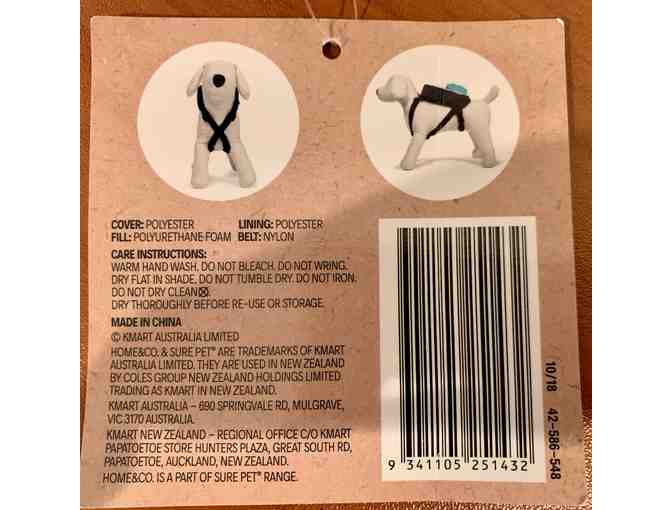 COVER: POLYESTER LINING: POLYESTER
FILL: POLYURETHANE FOAM BELT: NYLON
CARE INSTRUCTIONS:
WARM HAND WASH. DO NOT BLEACH. DO NOT WRING.
DRY FLAT IN SHADE. DO NOT TUMBLE DRY. DO NOT IRON.
DO NOT DRY CLEAN
DRY THOROUGHLY BEFORE RE-USE OR STORAGE.
MADE IN CHINA
© KMART AUSTRALIA LIMITED
HOME&CO. & SURE PET* ARE TRADEMARKS OF KMART
AUSTRALIA LIMITED. THEY ARE USED IN NEW ZEALAND
BY COLES GROUP NEW ZEALAND HOLDINGS LIMITED
TRADING AS KMART IN NEW ZEALAND.
KMART AUSTRALIA – 690 SPRINGVALE RD, MULGRAVE,
VIC 3170 AUSTRALIA.
KMART NEW ZEALAND – REGIONAL OFFICE C/O KMART
PAPATOETOE STORE HUNTERS PLAZA, GREAT SOUTH RD,
PAPATOETOE, AUCKLAND, NEW ZEALAND.
HOME&CO. IS A PART OF SURE PET* RANGE.
9 341105 251432
10/18 42-586-548